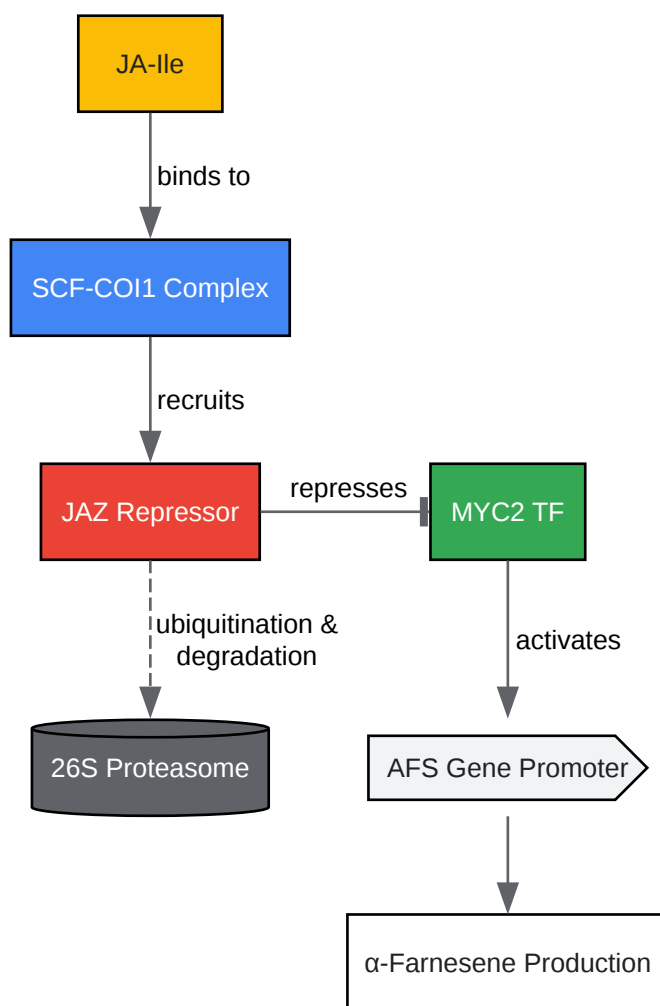 JA-Ile
binds to
SCF-COI1 Complex
recruits
JAZ Repressor
represses
MYC2 TF
ubiquitination &
degradation
activates
26S Proteasome
AFS Gene Promoter
α-Farnesene Production